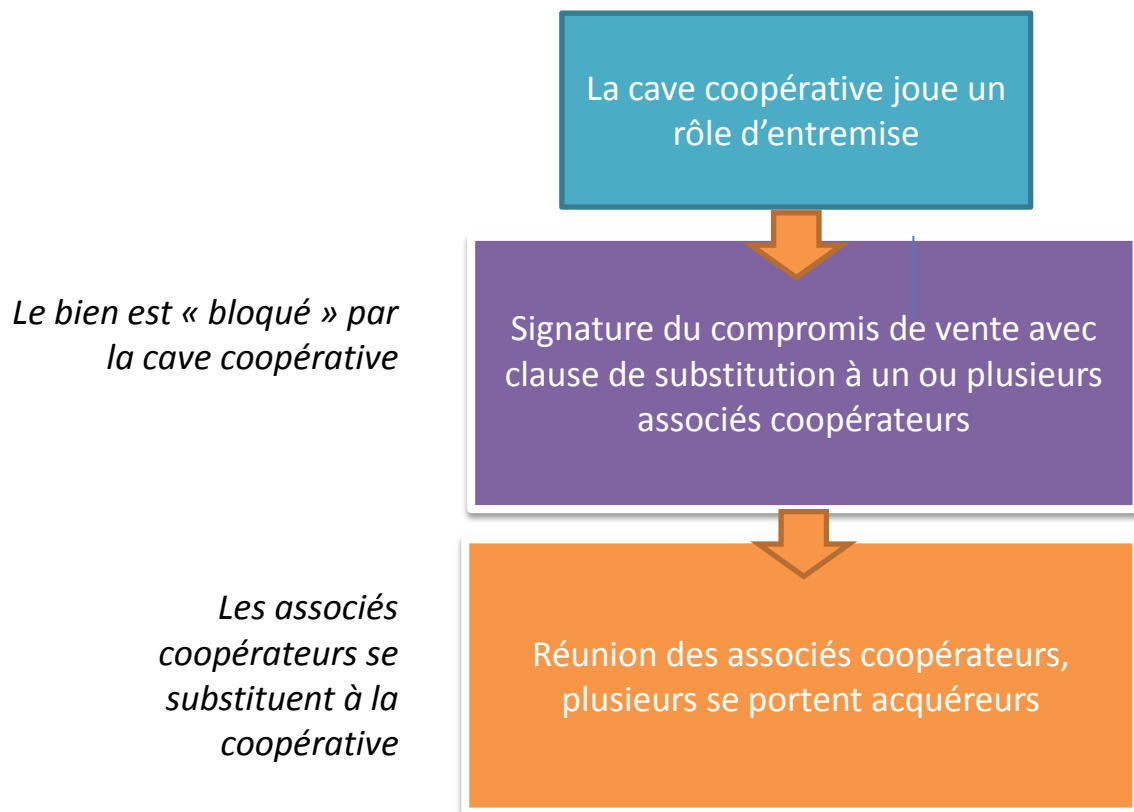 La cave coopérative joue un
rôle d’entremise
Le bien est « bloqué » par
la cave coopérative
Signature du compromis de vente avec
clause de substitution à un ou plusieurs
associés coopérateurs
Les associés
coopérateurs se
substituent à la
coopérative
Réunion des associés coopérateurs,
plusieurs se portent acquéreurs